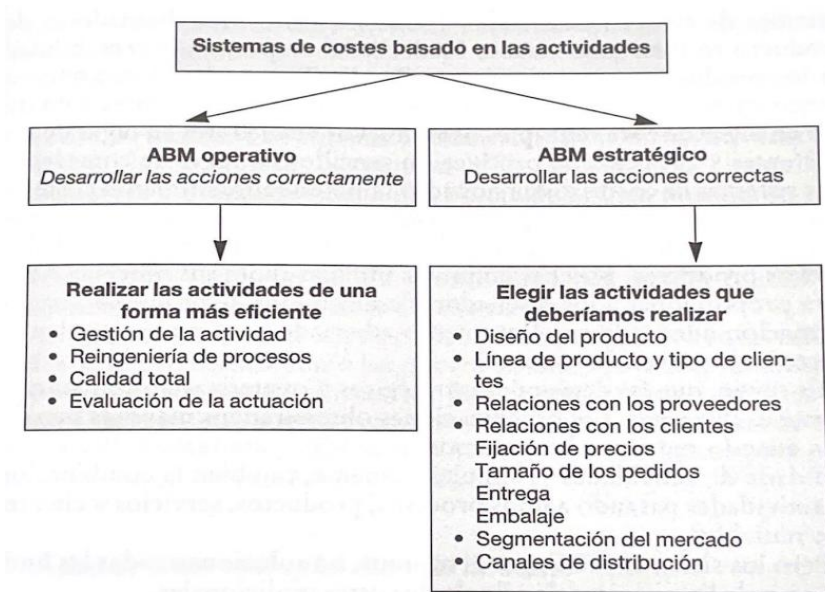 Sistemas de costes basado en las actividades
ABM operativo
Desarrollar las acciones correctamente
ABM estratégico
Desarrollar las acciones correctas
Realizar las actividades de una
forma más eficiente
• Gestión de la actividad
• Reingeniería de procesos
• Calidad total
• Evaluación de la actuación
Elegir las actividades que
deberíamos realizar
• Diseño del producto
• Línea de producto y tipo de clien-
tes
• Relaciones con los proveedores
• Relaciones con los clientes
Fijación de precios
Tamaño de los pedidos
Entrega
Embalaje
• Segmentación del mercado
• Canales de distribución